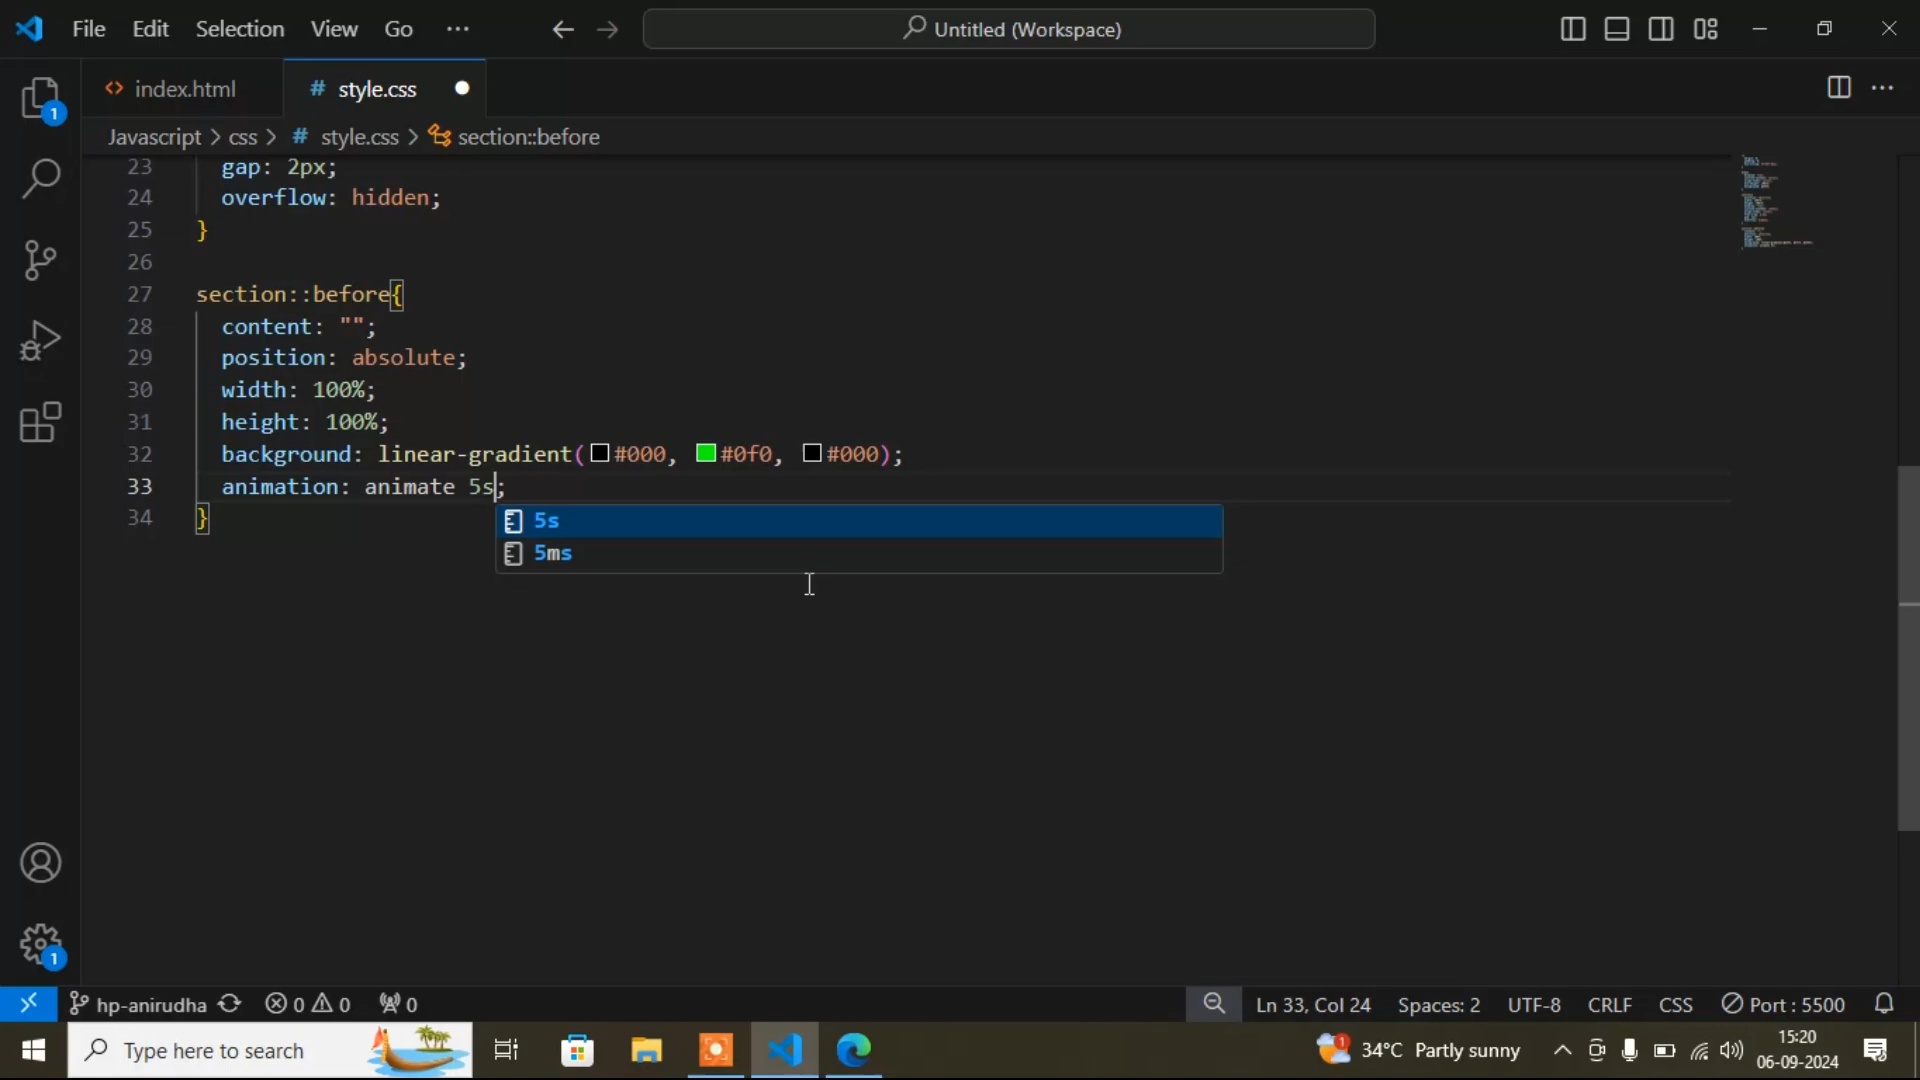 File Edit Selection View Go ··· Untitled (Workspace)
index.html # style.css
Javascript > css > # style.css > section::before
23 gap: 2px;
24 overflow: hidden;
25 }
26
27 section::before{
28 content: "";
29 position: absolute;
30 width: 100%;
31 height: 100%;
32 background: linear-gradient(#000, #0f0, #000);
33 animation: animate 5s;
34 }
5s
5ms
1
1
hp-anirudha 0 0 0 Ln 33, Col 24 Spaces: 2 UTF-8 CRLF CSS Port : 5500
Type here to search 1 34°C Partly sunny 15:20
06-09-2024